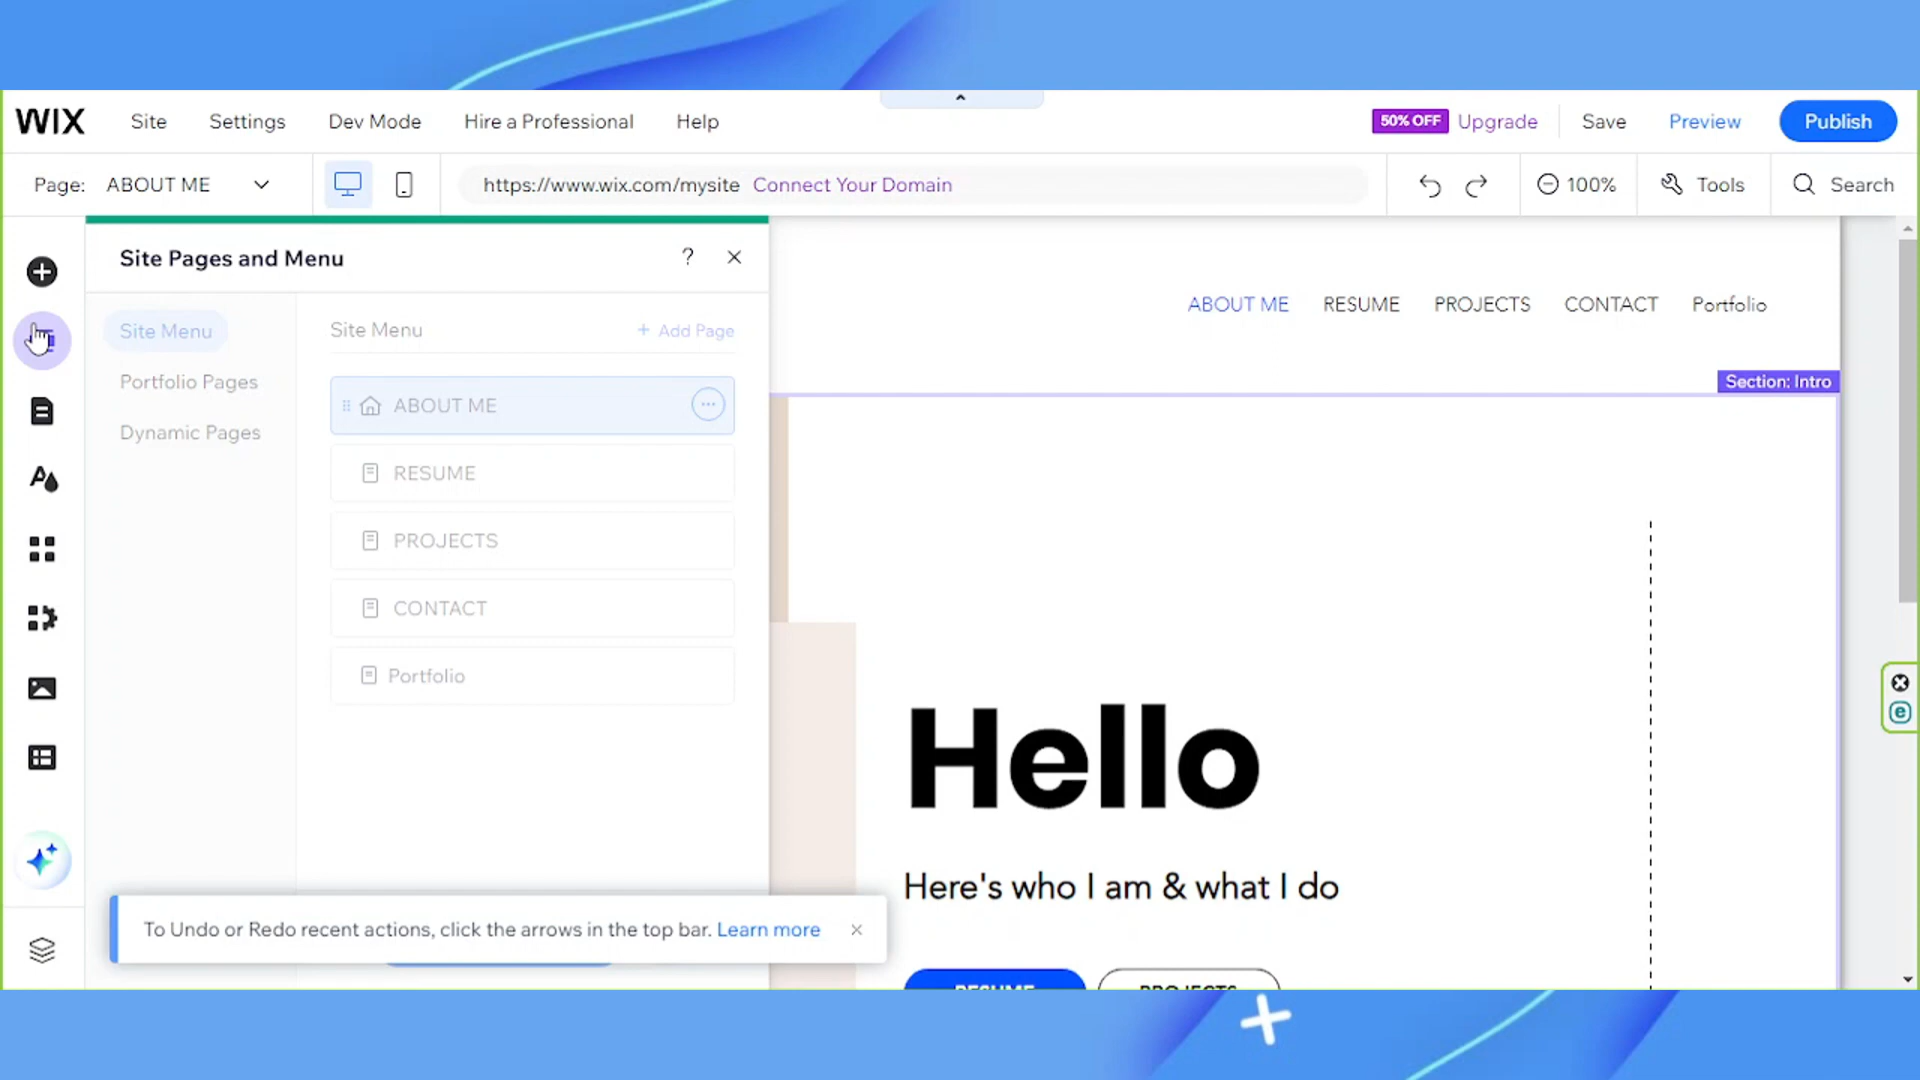 WIX Site Settings Dev Mode Hire a Professional Help 50% OFF Upgrade Save Preview Publish
Page: ABOUT ME https://www.wix.com/mysite Connect Your Domain 100% Tools Search
Site Pages and Menu ?
Site Menu
Portfolio Pages
Dynamic Pages
Site Menu + Add Page
ABOUT ME
RESUME
PROJECTS
CONTACT
Portfolio
ABOUT ME RESUME PROJECTS CONTACT Portfolio
Section: Intro
Hello
Here's who I am & what I do
RESUME PROJECTS
To Undo or Redo recent actions, click the arrows in the top bar. Learn more